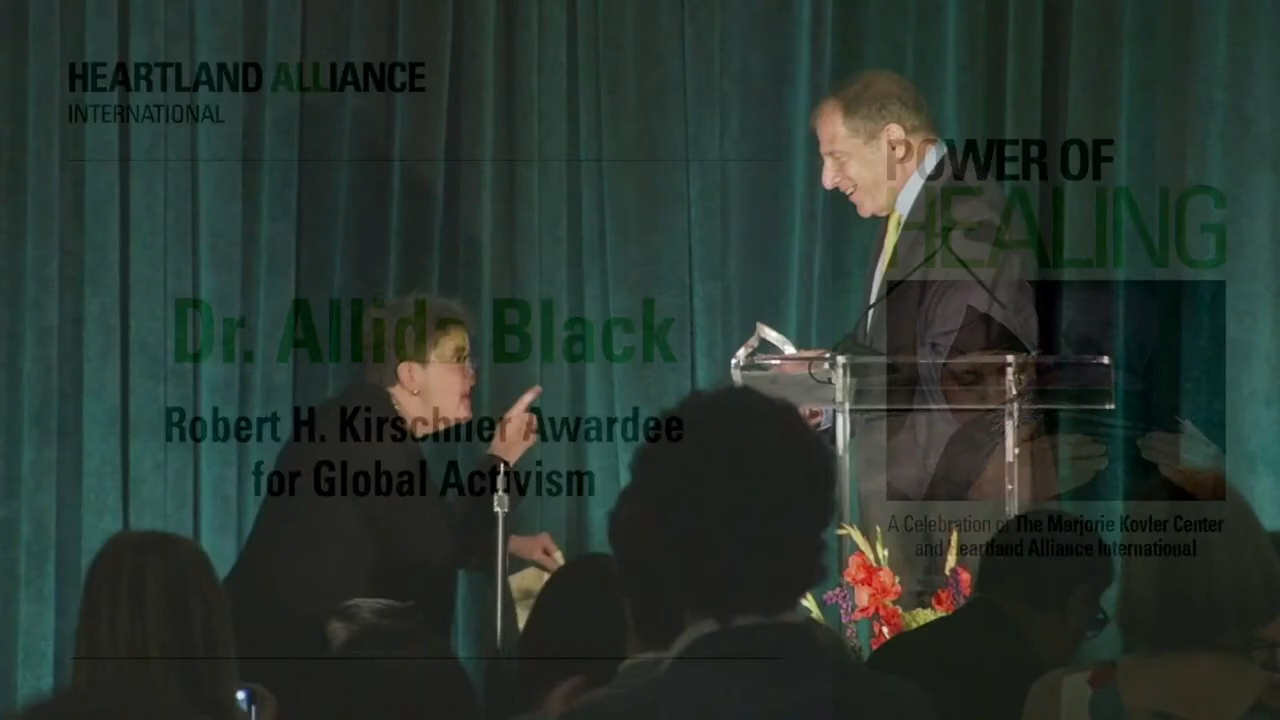 HEARTLAND ALLIANCE
INTERNATIONAL
POWER OF
HEALING
Dr. Allida Black
Robert H. Kirschner Awardee
for Global Activism
A Celebration of The Marjorie Kovler Center
and Heartland Alliance International